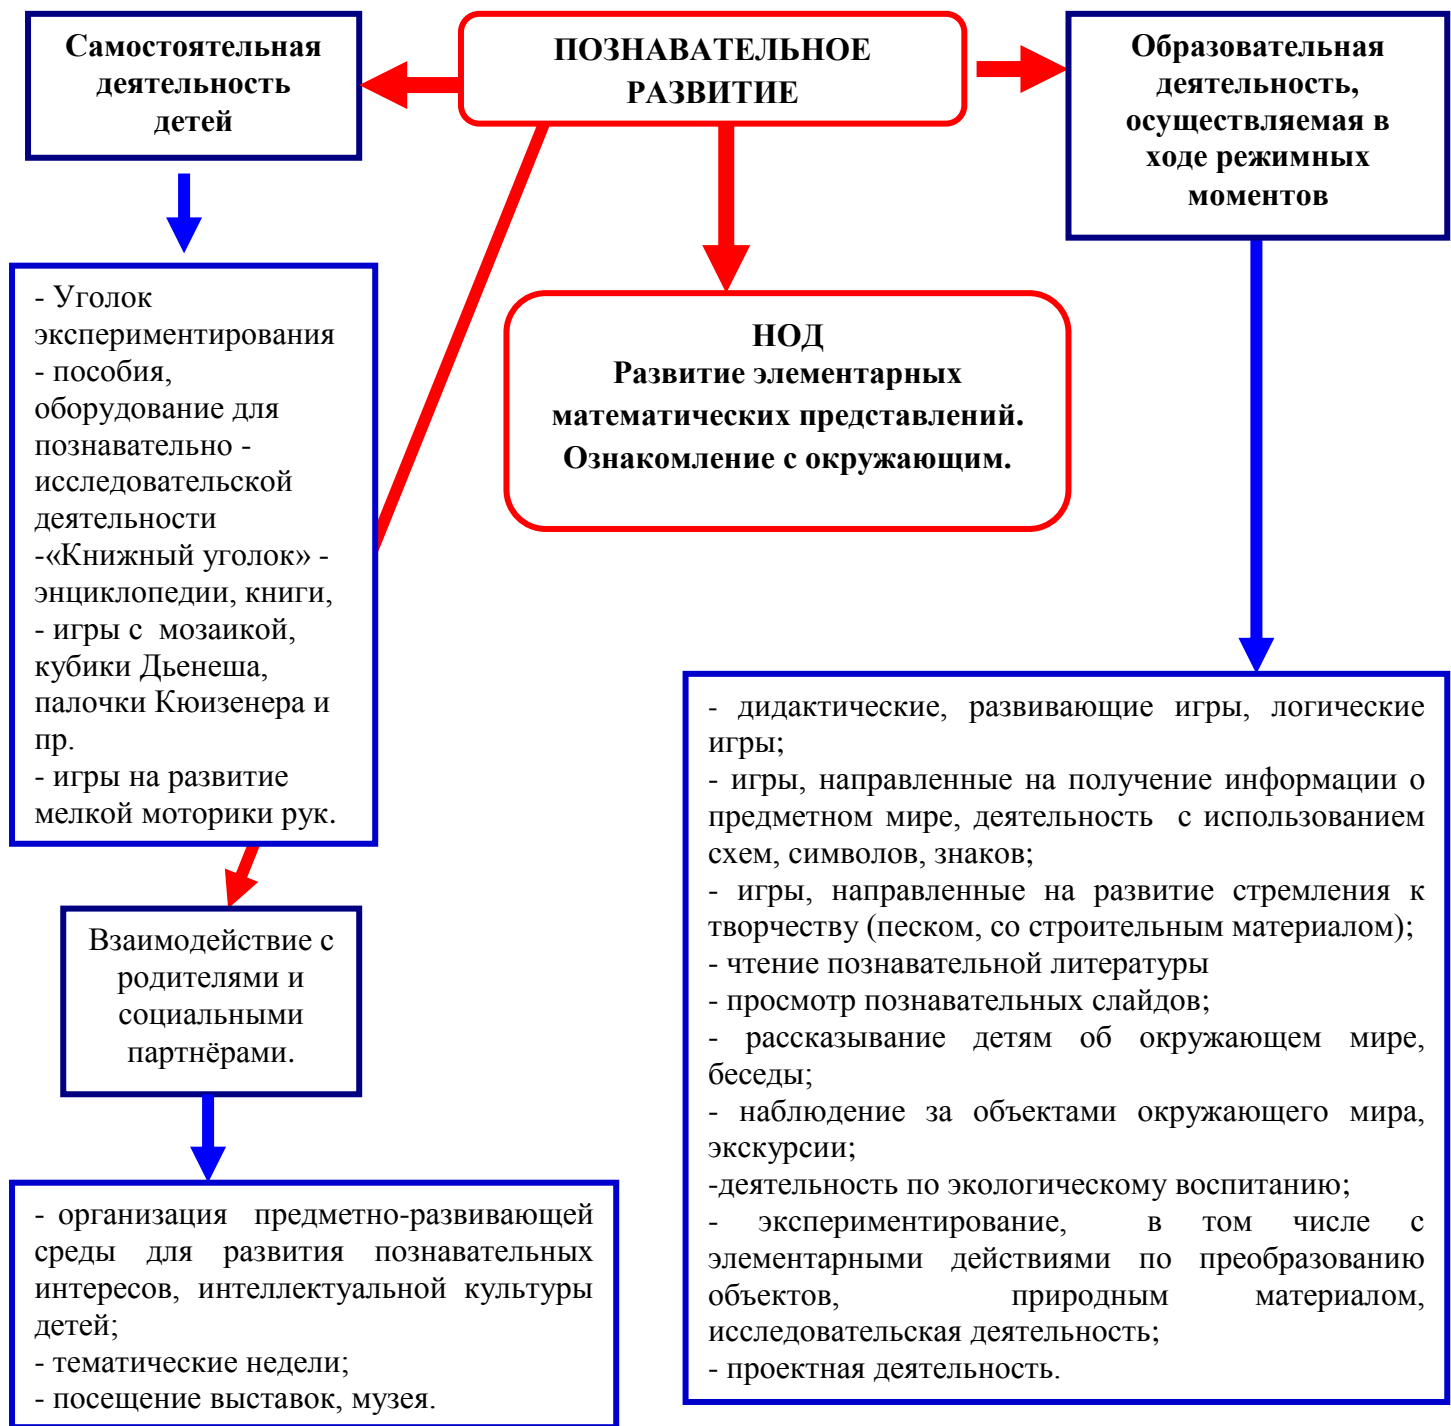 Самостоятельная
деятельность
детей
ПОЗНАВАТЕЛЬНОЕ
РАЗВИТИЕ
Образовательная
деятельность,
осуществляемая в
ходе режимных
моментов
- Уголок
экспериментирования
- пособия,
оборудование для
познавательно -
исследовательской
деятельности
-«Книжный уголок» -
энциклопедии, книги,
- игры с мозаикой,
кубики Дьенеша,
палочки Кюизенера и
пр.
- игры на развитие
мелкой моторики рук.
НОД
Развитие элементарных
математических представлений.
Ознакомление с окружающим.
Взаимодействие с
родителями и
социальными
партнёрами.
- организация предметно-развивающей
среды для развития познавательных
интересов, интеллектуальной культуры
детей;
- тематические недели;
- посещение выставок, музея.
- дидактические, развивающие игры, логические
игры;
- игры, направленные на получение информации о
предметном мире, деятельность с использованием
схем, символов, знаков;
- игры, направленные на развитие стремления к
творчеству (песком, со строительным материалом);
- чтение познавательной литературы
- просмотр познавательных слайдов;
- рассказывание детям об окружающем мире,
беседы;
- наблюдение за объектами окружающего мира,
экскурсии;
-деятельность по экологическому воспитанию;
- экспериментирование, в том числе с
элементарными действиями по преобразованию
объектов, природным материалом,
исследовательская деятельность;
- проектная деятельность.